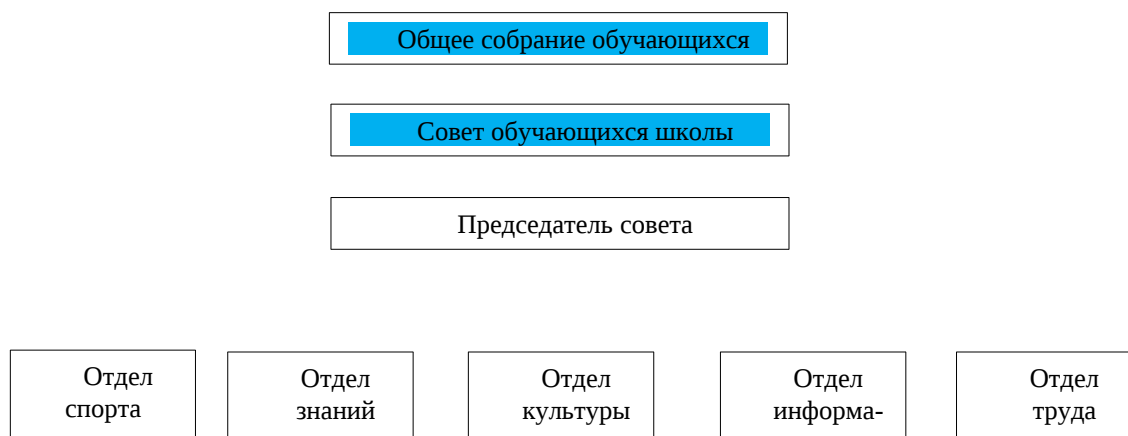 Общее собрание обучающихся
Совет обучающихся школы
Председатель совета
Отдел
спорта
Отдел
знаний
Отдел
культуры
Отдел
информа-
Отдел
труда